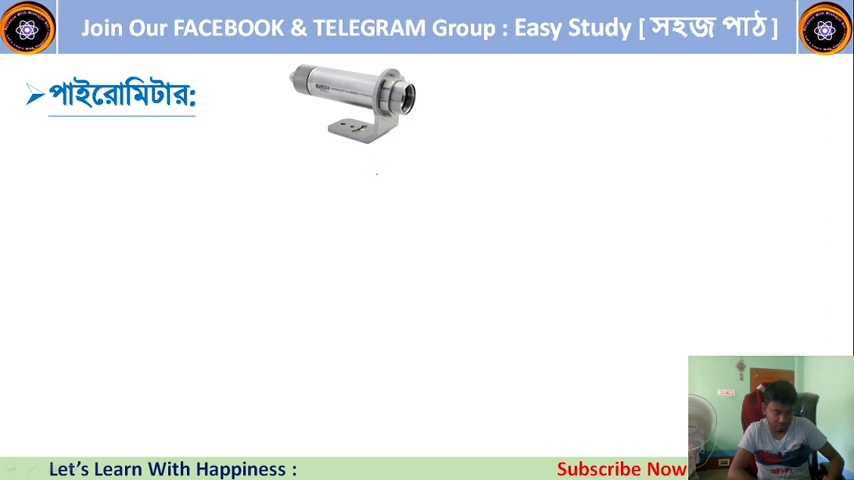 Join Our FACEBOOK & TELEGRAM Group : Easy Study [ সহজ পাঠ ]
পাইরোমিটার:
Let's Learn With Happiness :
Subscribe Now